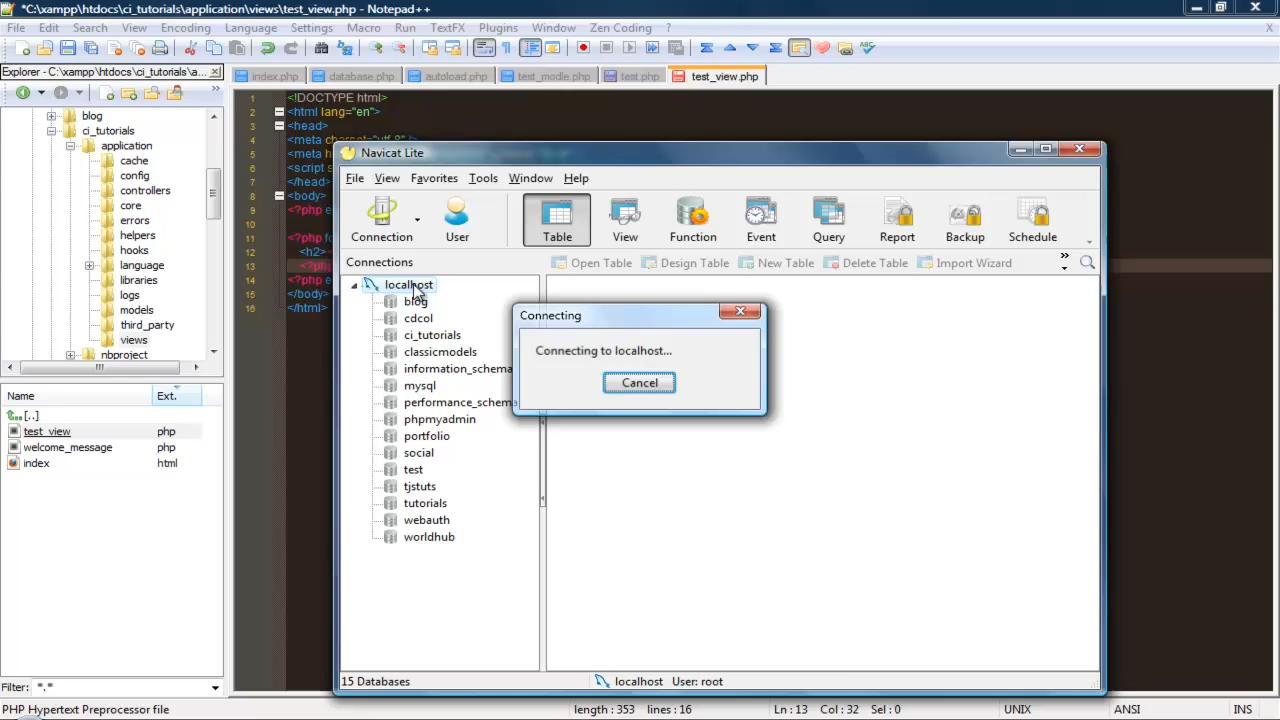 *C:\xampp\htdocs\ci_tutorials\application\views\test_view.php - Notepad++
File Edit Search View Encoding Language Settings Macro Run TextFX Plugins Window Zen Coding ?
Explorer - C:\xampp\htdocs\ci_tutorials\a...
index.php database.php autoload.php test_modle.php test.php test_view.php
blog
ci_tutorials
application
cache
config
controllers
core
errors
helpers
hooks
language
libraries
logs
models
third_party
views
nbproject
Name Ext.
[..]
test_view php
welcome_message php
index html
Filter: *.*
1 <!DOCTYPE html>
2 <html lang="en">
3 <head>
4 <meta charset="utf-8" />
5 <meta h
6 <script s
7 </head>
8 <body>
9 <?php e
10
11 <?php fo
12 <h2>
13 <?ph
14 <?php e
15 </body>
16 </html>
Navicat Lite
File View Favorites Tools Window Help
Connection User Table View Function Event Query Report Backup Schedule
Connections
Open Table Design Table New Table Delete Table Import Wizard »
localhost
blog
cdcol
ci_tutorials
classicmodels
information_schema
mysql
performance_schema
phpmyadmin
portfolio
social
test
tjstuts
tutorials
webauth
worldhub
Connecting
Connecting to localhost...
Cancel
15 Databases localhost User: root
PHP Hypertext Preprocessor file length : 353 lines : 16 Ln : 13 Col : 32 Sel : 0 UNIX ANSI INS